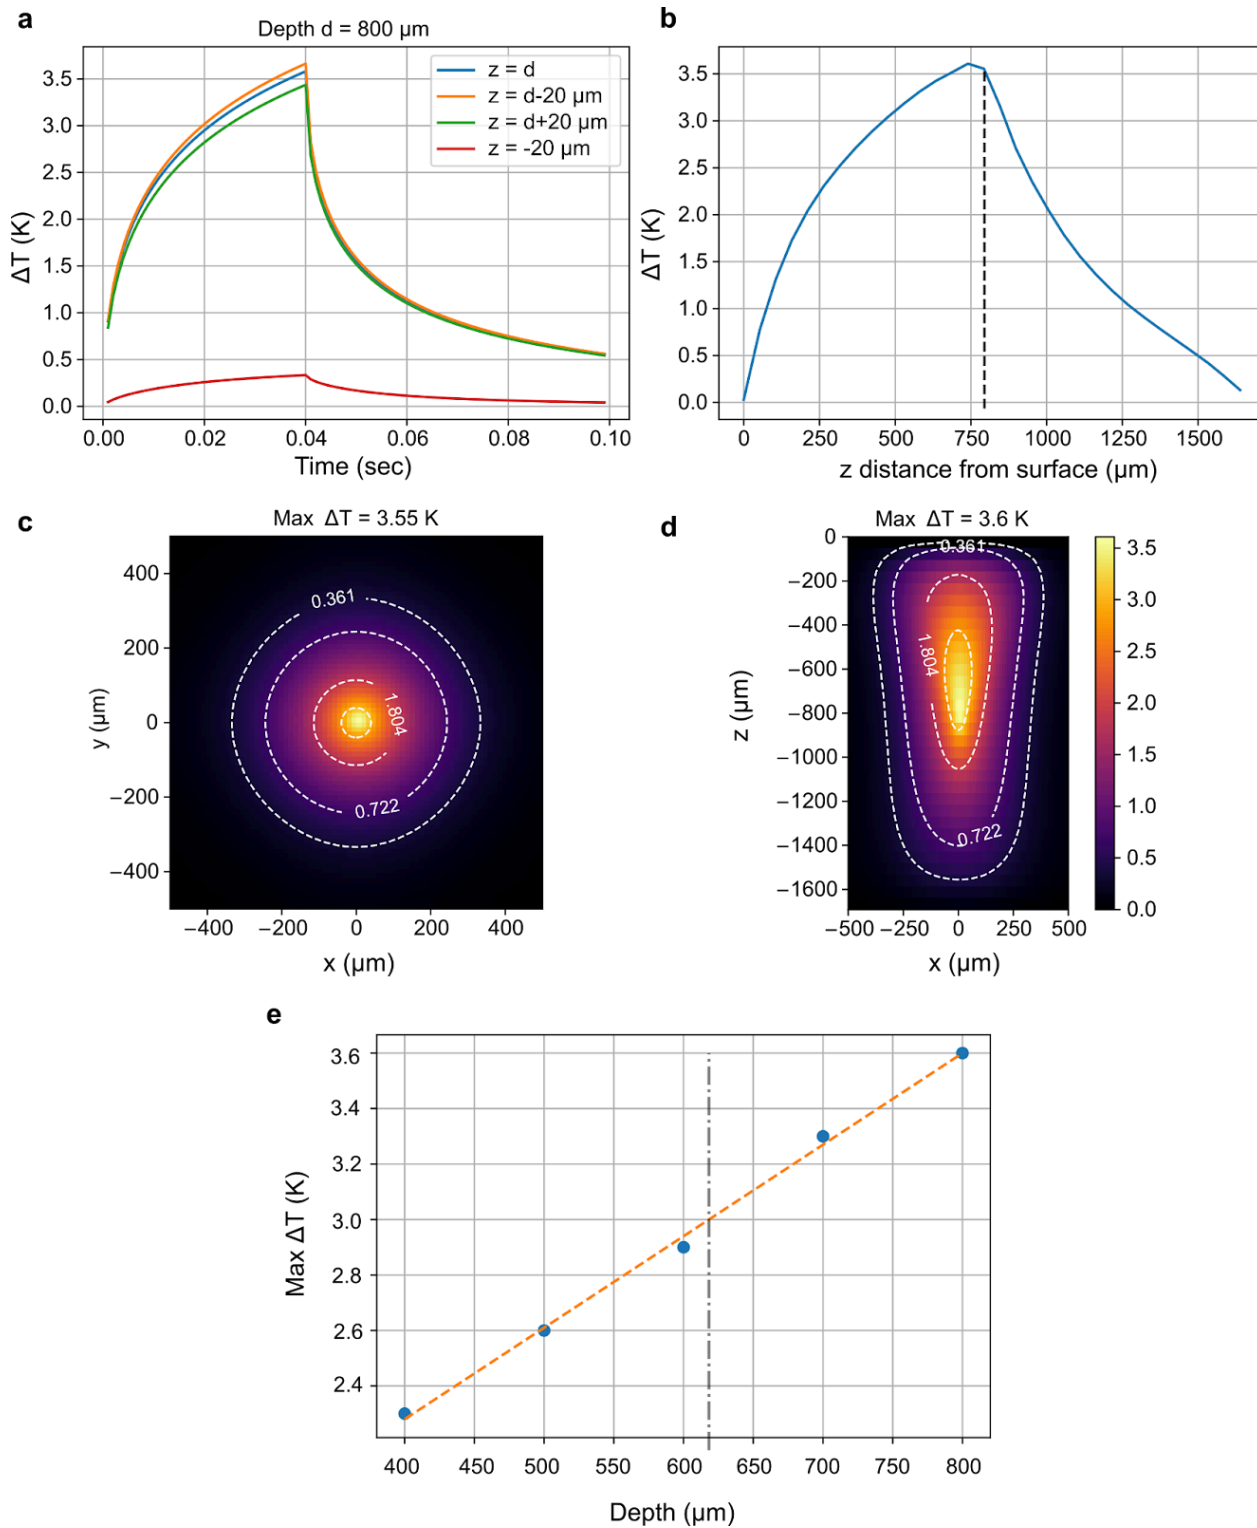 a
Depth d = 800 µm
z = d
z = d-20 µm
z = d+20 µm
z = -20 µm
3.5
3.0
2.5
2.0
1.5
1.0
0.5
0.0
ΔT (K)
0.00 0.02 0.04 0.06 0.08 0.10
Time (sec)
b
3.5
3.0
2.5
2.0
1.5
1.0
0.5
0.0
ΔT (K)
0 250 500 750 1000 1250 1500
z distance from surface (µm)
c
Max ΔT = 3.55 K
400
200
0
−200
−400
y (µm)
0.361
1.804
0.722
−400 −200 0 200 400
x (µm)
d
Max ΔT = 3.6 K
0
−200
−400
−600
−800
−1000
−1200
−1400
−1600
z (µm)
0.361
1.804
0.722
−500 −250 0 250 500
x (µm)
3.5
3.0
2.5
2.0
1.5
1.0
0.5
0.0
e
3.6
3.4
3.2
3.0
2.8
2.6
2.4
Max ΔT (K)
400 450 500 550 600 650 700 750 800
Depth (µm)